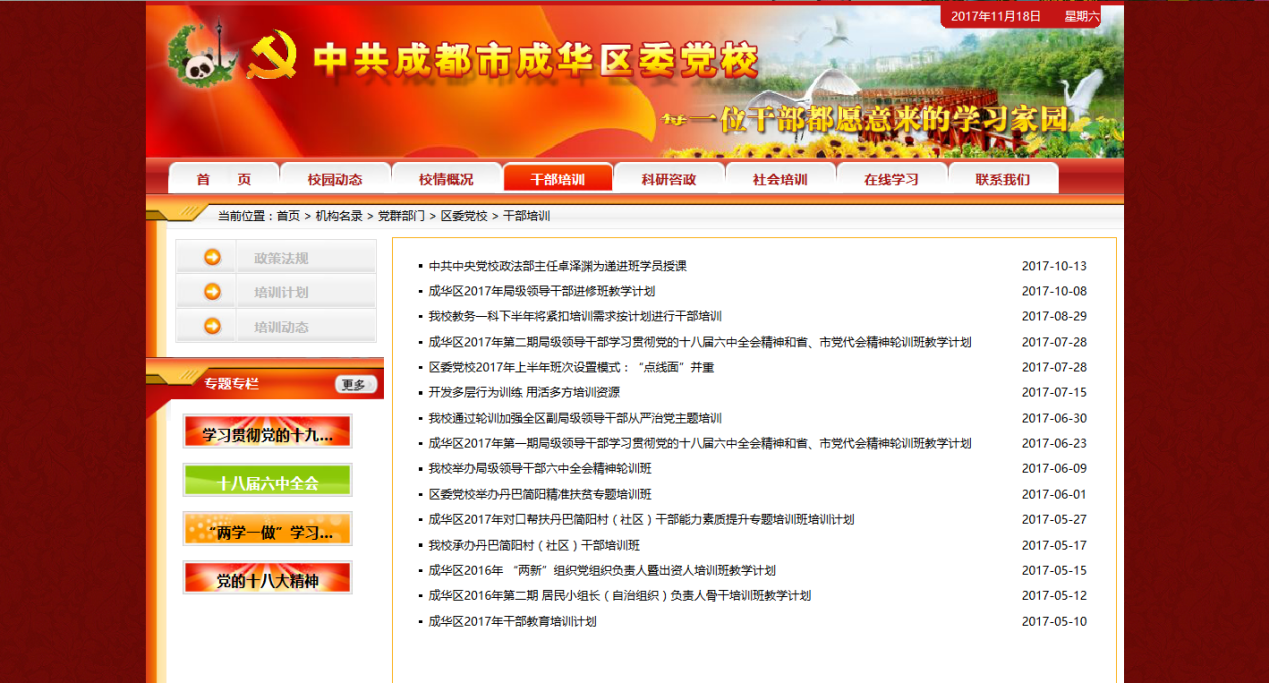 2017年11月18日 星期六
中共成都市成华区委党校
每一位干部都愿意来的学习家园
首 页 校园动态 校情概况 干部培训 科研咨政 社会培训 在线学习 联系我们
当前位置：首页 > 机构名录 > 党群部门 > 区委党校 > 干部培训
政策法规
培训计划
培训动态
专题专栏 更多
学习贯彻党的十九...
十八届六中全会
“两学一做”学习...
党的十八大精神
中共中央党校政法部主任卓泽渊为递进班学员授课 2017-10-13
成华区2017年局级领导干部进修班教学计划 2017-10-08
我校教务一科下半年将紧扣培训需求按计划进行干部培训 2017-08-29
成华区2017年第二期局级领导干部学习贯彻党的十八届六中全会精神和省、市党代会精神轮训班教学计划 2017-07-28
区委党校2017年上半年班次设置模式：“点线面”并重 2017-07-28
开发多层行为训练 用活多方培训资源 2017-07-15
我校通过轮训加强全区副局级领导干部从严治党主题培训 2017-06-30
成华区2017年第一期局级领导干部学习贯彻党的十八届六中全会精神和省、市党代会精神轮训班教学计划 2017-06-23
我校举办局级领导干部六中全会精神轮训班 2017-06-09
区委党校举办丹巴简阳精准扶贫专题培训班 2017-06-01
成华区2017年对口帮扶丹巴简阳村（社区）干部能力素质提升专题培训班培训计划 2017-05-27
我校承办丹巴简阳村（社区）干部培训班 2017-05-17
成华区2016年 “两新”组织党组织负责人暨出资人培训班教学计划 2017-05-15
成华区2016年第二期 居民小组长（自治组织）负责人骨干培训班教学计划 2017-05-12
成华区2017年干部教育培训计划 2017-05-10